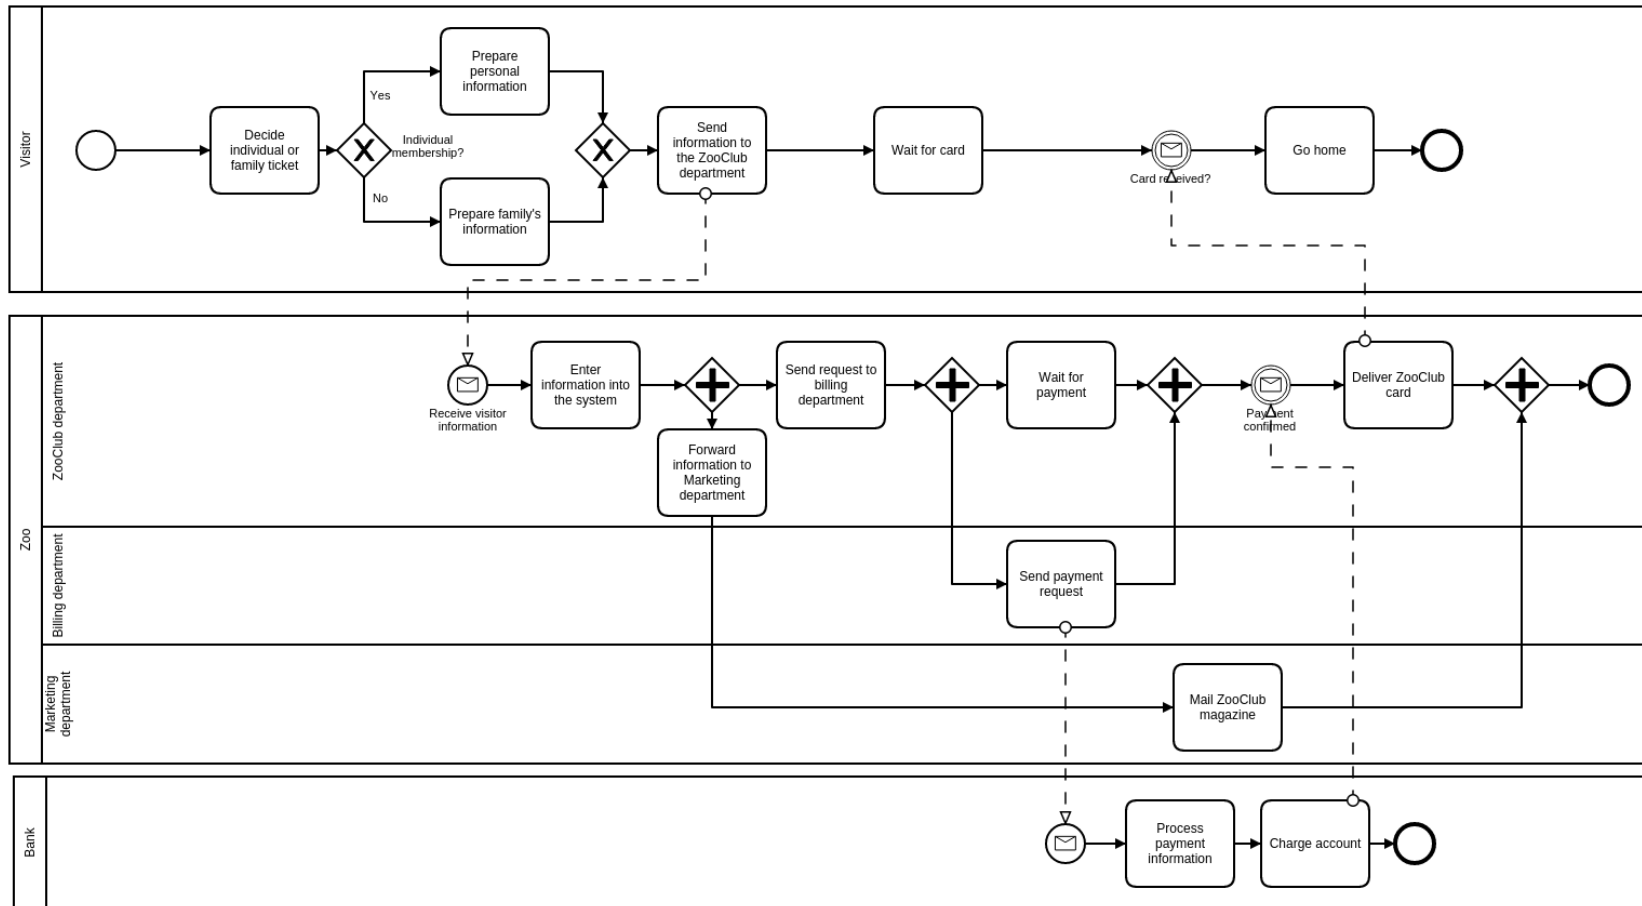 Visitor
Decide
individual or
family ticket
Yes
No
Individual
membership?
Prepare
personal
information
Prepare family's
information
Send
information to
the ZooClub
department
Wait for card
Card received?
Go home
Zoo
ZooClub department
Receive visitor
information
Enter
information into
the system
Forward
information to
Marketing
department
Send request to
billing
department
Wait for
payment
Payment
confirmed
Deliver ZooClub
card
Billing department
Send payment
request
Marketing
department
Mail ZooClub
magazine
Bank
Process
payment
information
Charge account